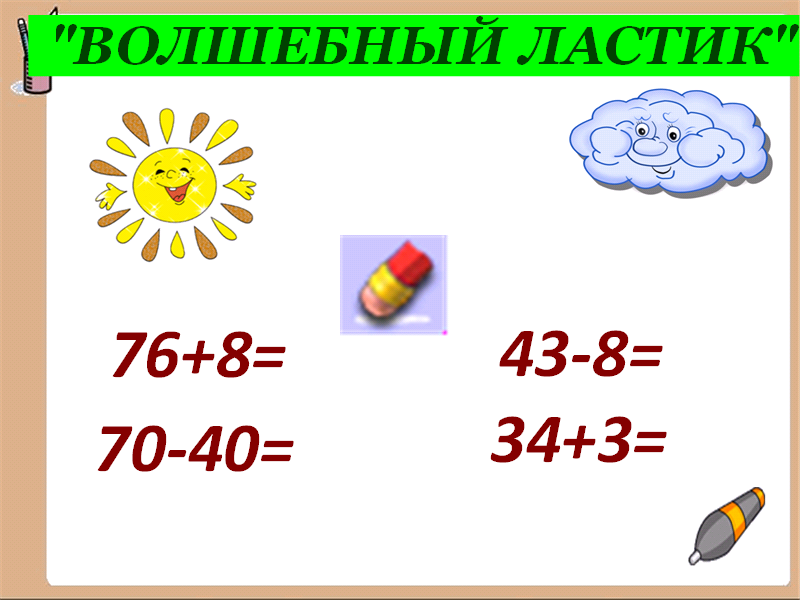 "ВОЛШЕБНЫЙ ЛАСТИК"
76+8=
43-8=
70-40=
34+3=